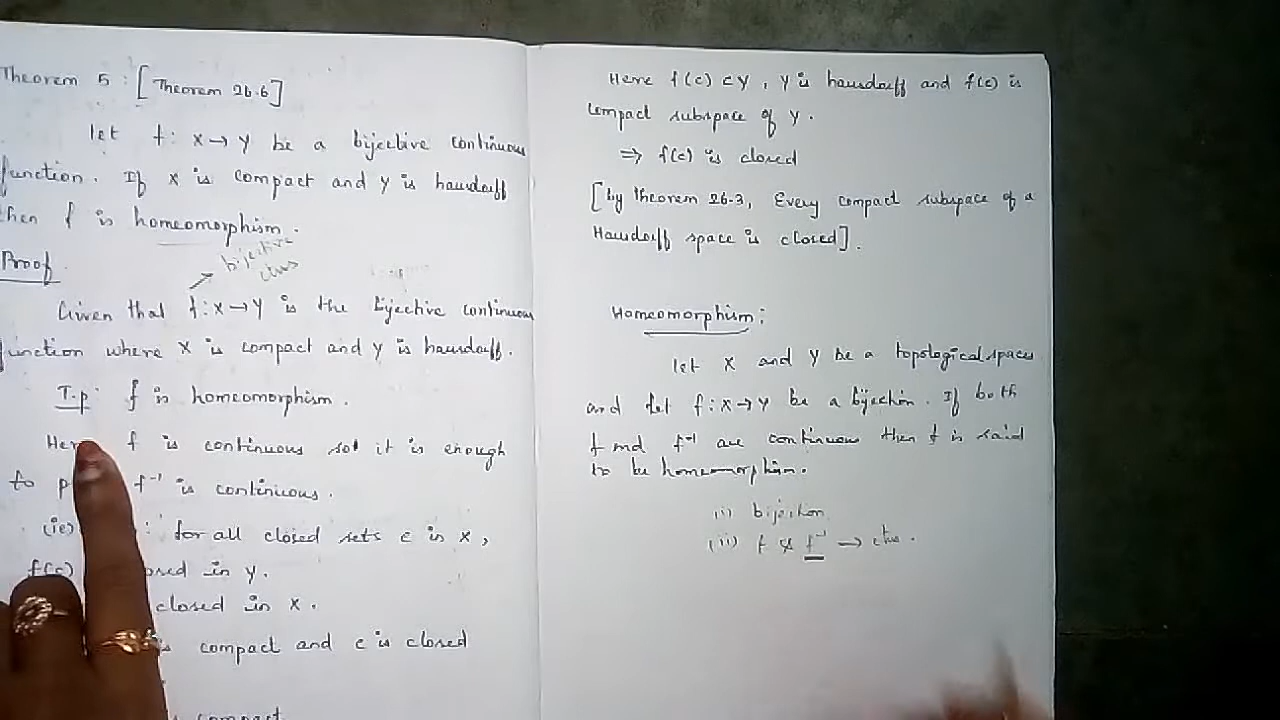 Theorem 5 : [Theorem 26.6]
let f : X → Y be a bijective continuous
function. If X is compact and Y is hausdorff
then f is homeomorphism.
Proof.
bijective
ctus
Given that f : X → Y is the bijective continuous
function where X is compact and Y is hausdorff.
T.p: f is homeomorphism.
f is continuous so it is enough
to f⁻¹ is continuous.
(ie) : for all closed sets c in X,
f(c) in Y.
closed in X.
compact and c is closed
compact
Here f(c) ⊂ Y, Y is hausdorff and f(c) is
compact subspace of Y.
⇒ f(c) is closed
[by Theorem 26.3, Every compact subspace of a
Hausdorff space is closed].
Homeomorphism:
let X and Y be a topological spaces
and let f : X → Y be a bijection. If both
f and f⁻¹ are continuous then f is said
to be homeomorphism.
(i) bijection
(ii) f & f⁻¹ → ctus.